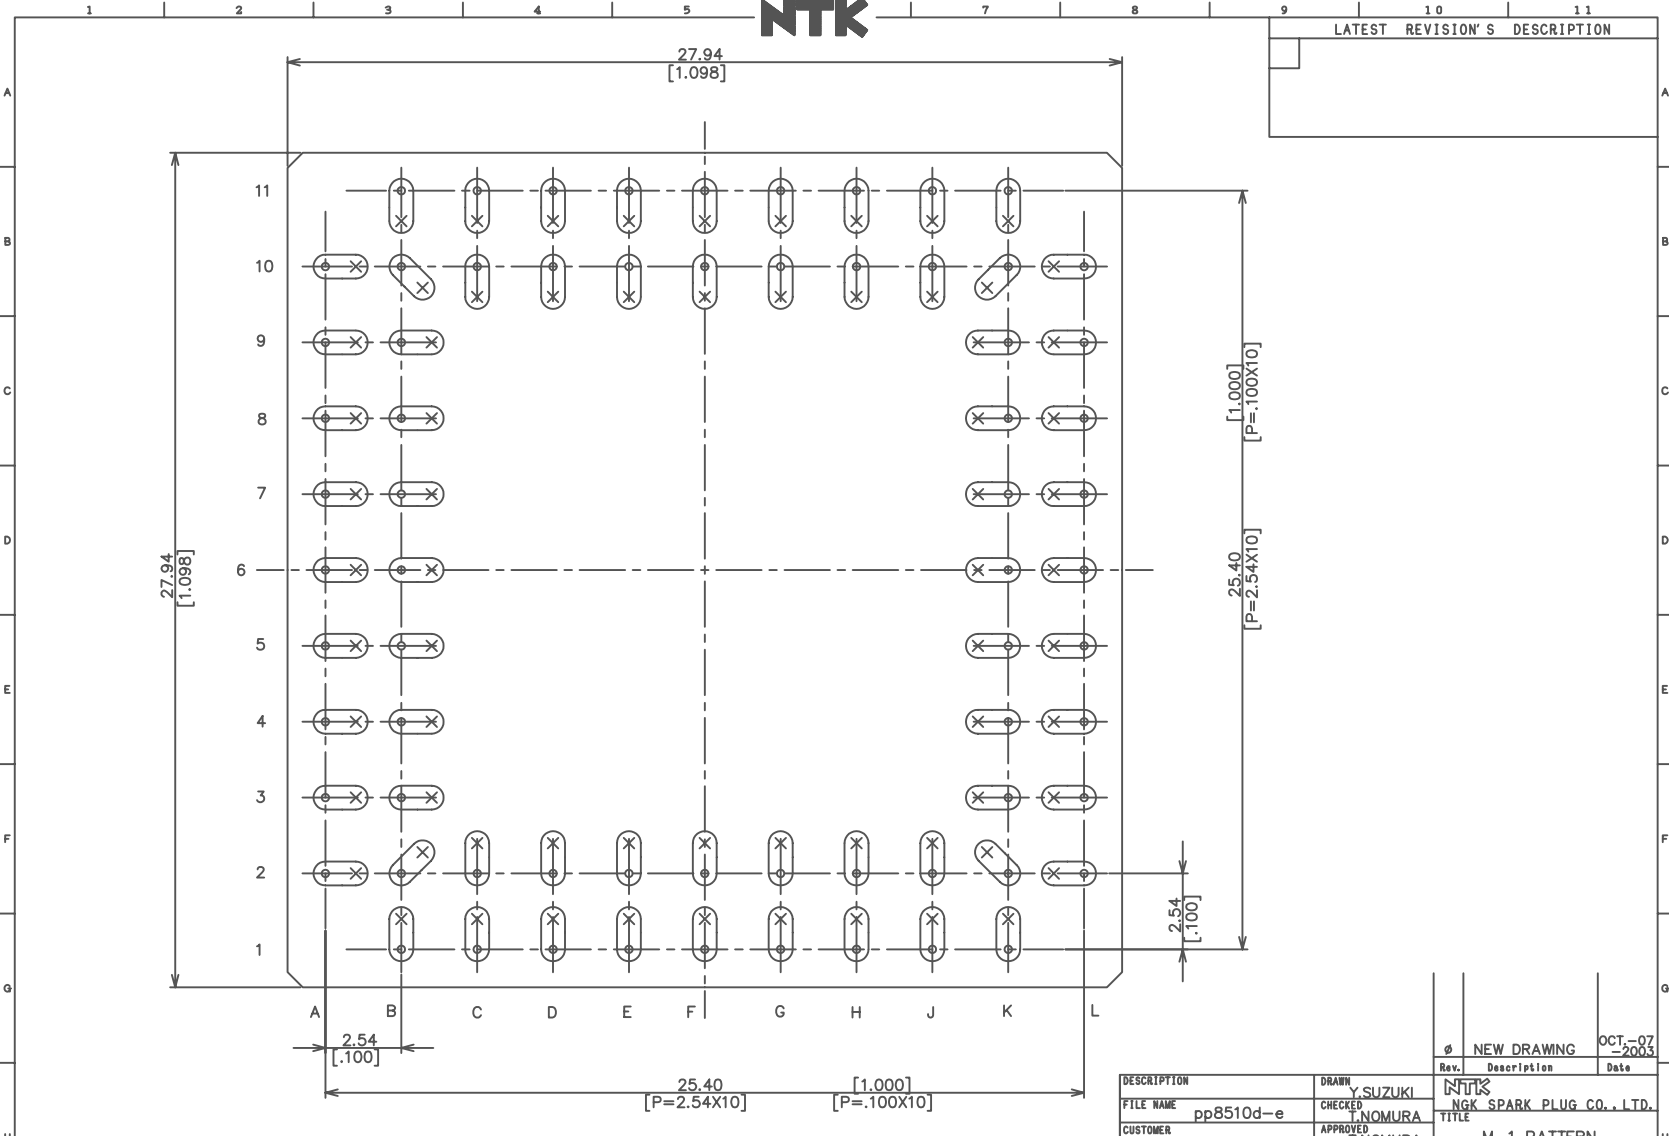 1 2 3 4 5 7 8 9 10 11
NTK
LATEST REVISION'S DESCRIPTION
27.94
[1.098]
A A
B B
C C
D D
E E
F F
G G
11
10
9
8
7
6
5
4
3
2
1
27.94
[1.098]
[1.000]
[P=.100X10]
25.40
[P=2.54X10]
2.54
[.100]
A B C D E F G H J K L
2.54
[.100]
25.40 [1.000]
[P=2.54X10] [P=.100X10]
ø NEW DRAWING OCT.-07-2003
Rev. Description Date
DESCRIPTION
DRAWN Y.SUZUKI
NTK
FILE NAME pp8510d-e
CHECKED T.NOMURA
NGK SPARK PLUG CO., LTD.
CUSTOMER
APPROVED
TITLE
M-1 PATTERN